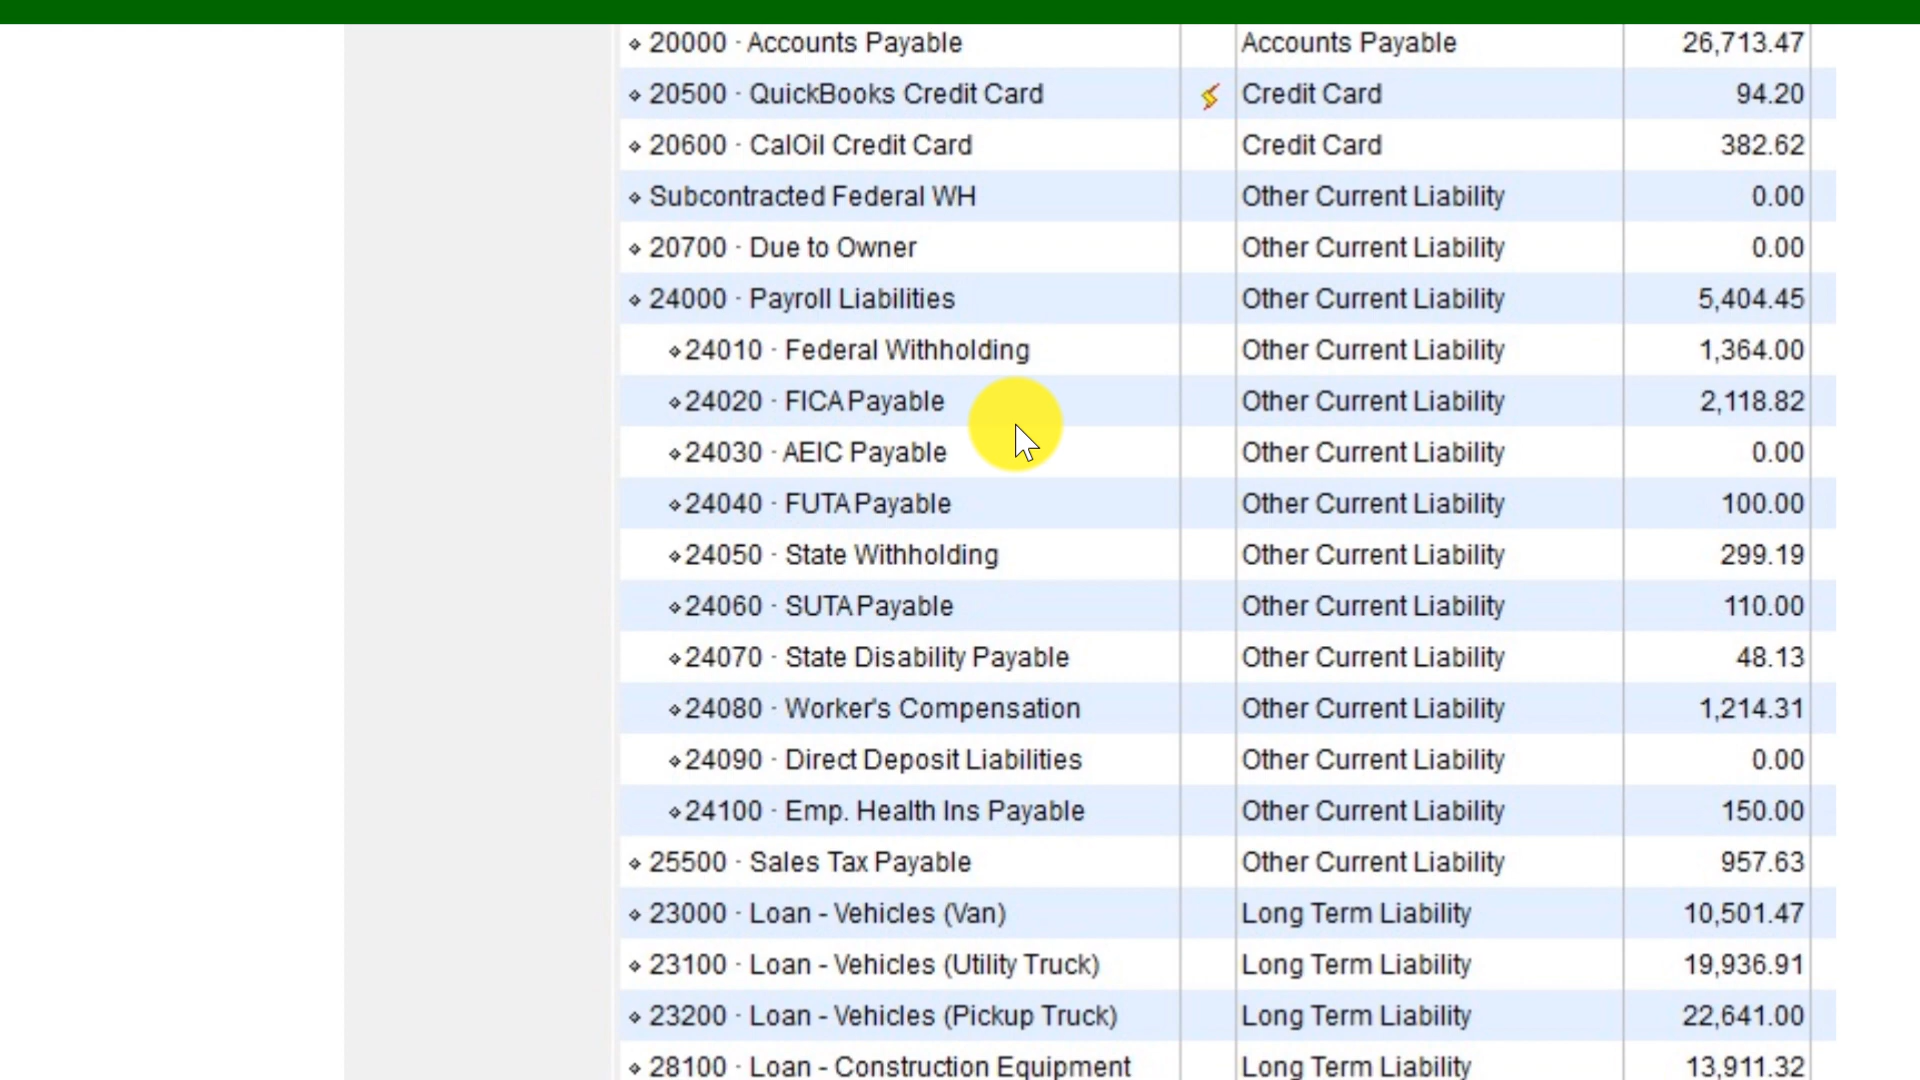 20000 · Accounts Payable Accounts Payable 26,713.47
20500 · QuickBooks Credit Card Credit Card 94.20
20600 · CalOil Credit Card Credit Card 382.62
Subcontracted Federal WH Other Current Liability 0.00
20700 · Due to Owner Other Current Liability 0.00
24000 · Payroll Liabilities Other Current Liability 5,404.45
24010 · Federal Withholding Other Current Liability 1,364.00
24020 · FICA Payable Other Current Liability 2,118.82
24030 · AEIC Payable Other Current Liability 0.00
24040 · FUTA Payable Other Current Liability 100.00
24050 · State Withholding Other Current Liability 299.19
24060 · SUTA Payable Other Current Liability 110.00
24070 · State Disability Payable Other Current Liability 48.13
24080 · Worker's Compensation Other Current Liability 1,214.31
24090 · Direct Deposit Liabilities Other Current Liability 0.00
24100 · Emp. Health Ins Payable Other Current Liability 150.00
25500 · Sales Tax Payable Other Current Liability 957.63
23000 · Loan - Vehicles (Van) Long Term Liability 10,501.47
23100 · Loan - Vehicles (Utility Truck) Long Term Liability 19,936.91
23200 · Loan - Vehicles (Pickup Truck) Long Term Liability 22,641.00
28100 · Loan - Construction Equipment Long Term Liability 13,911.32